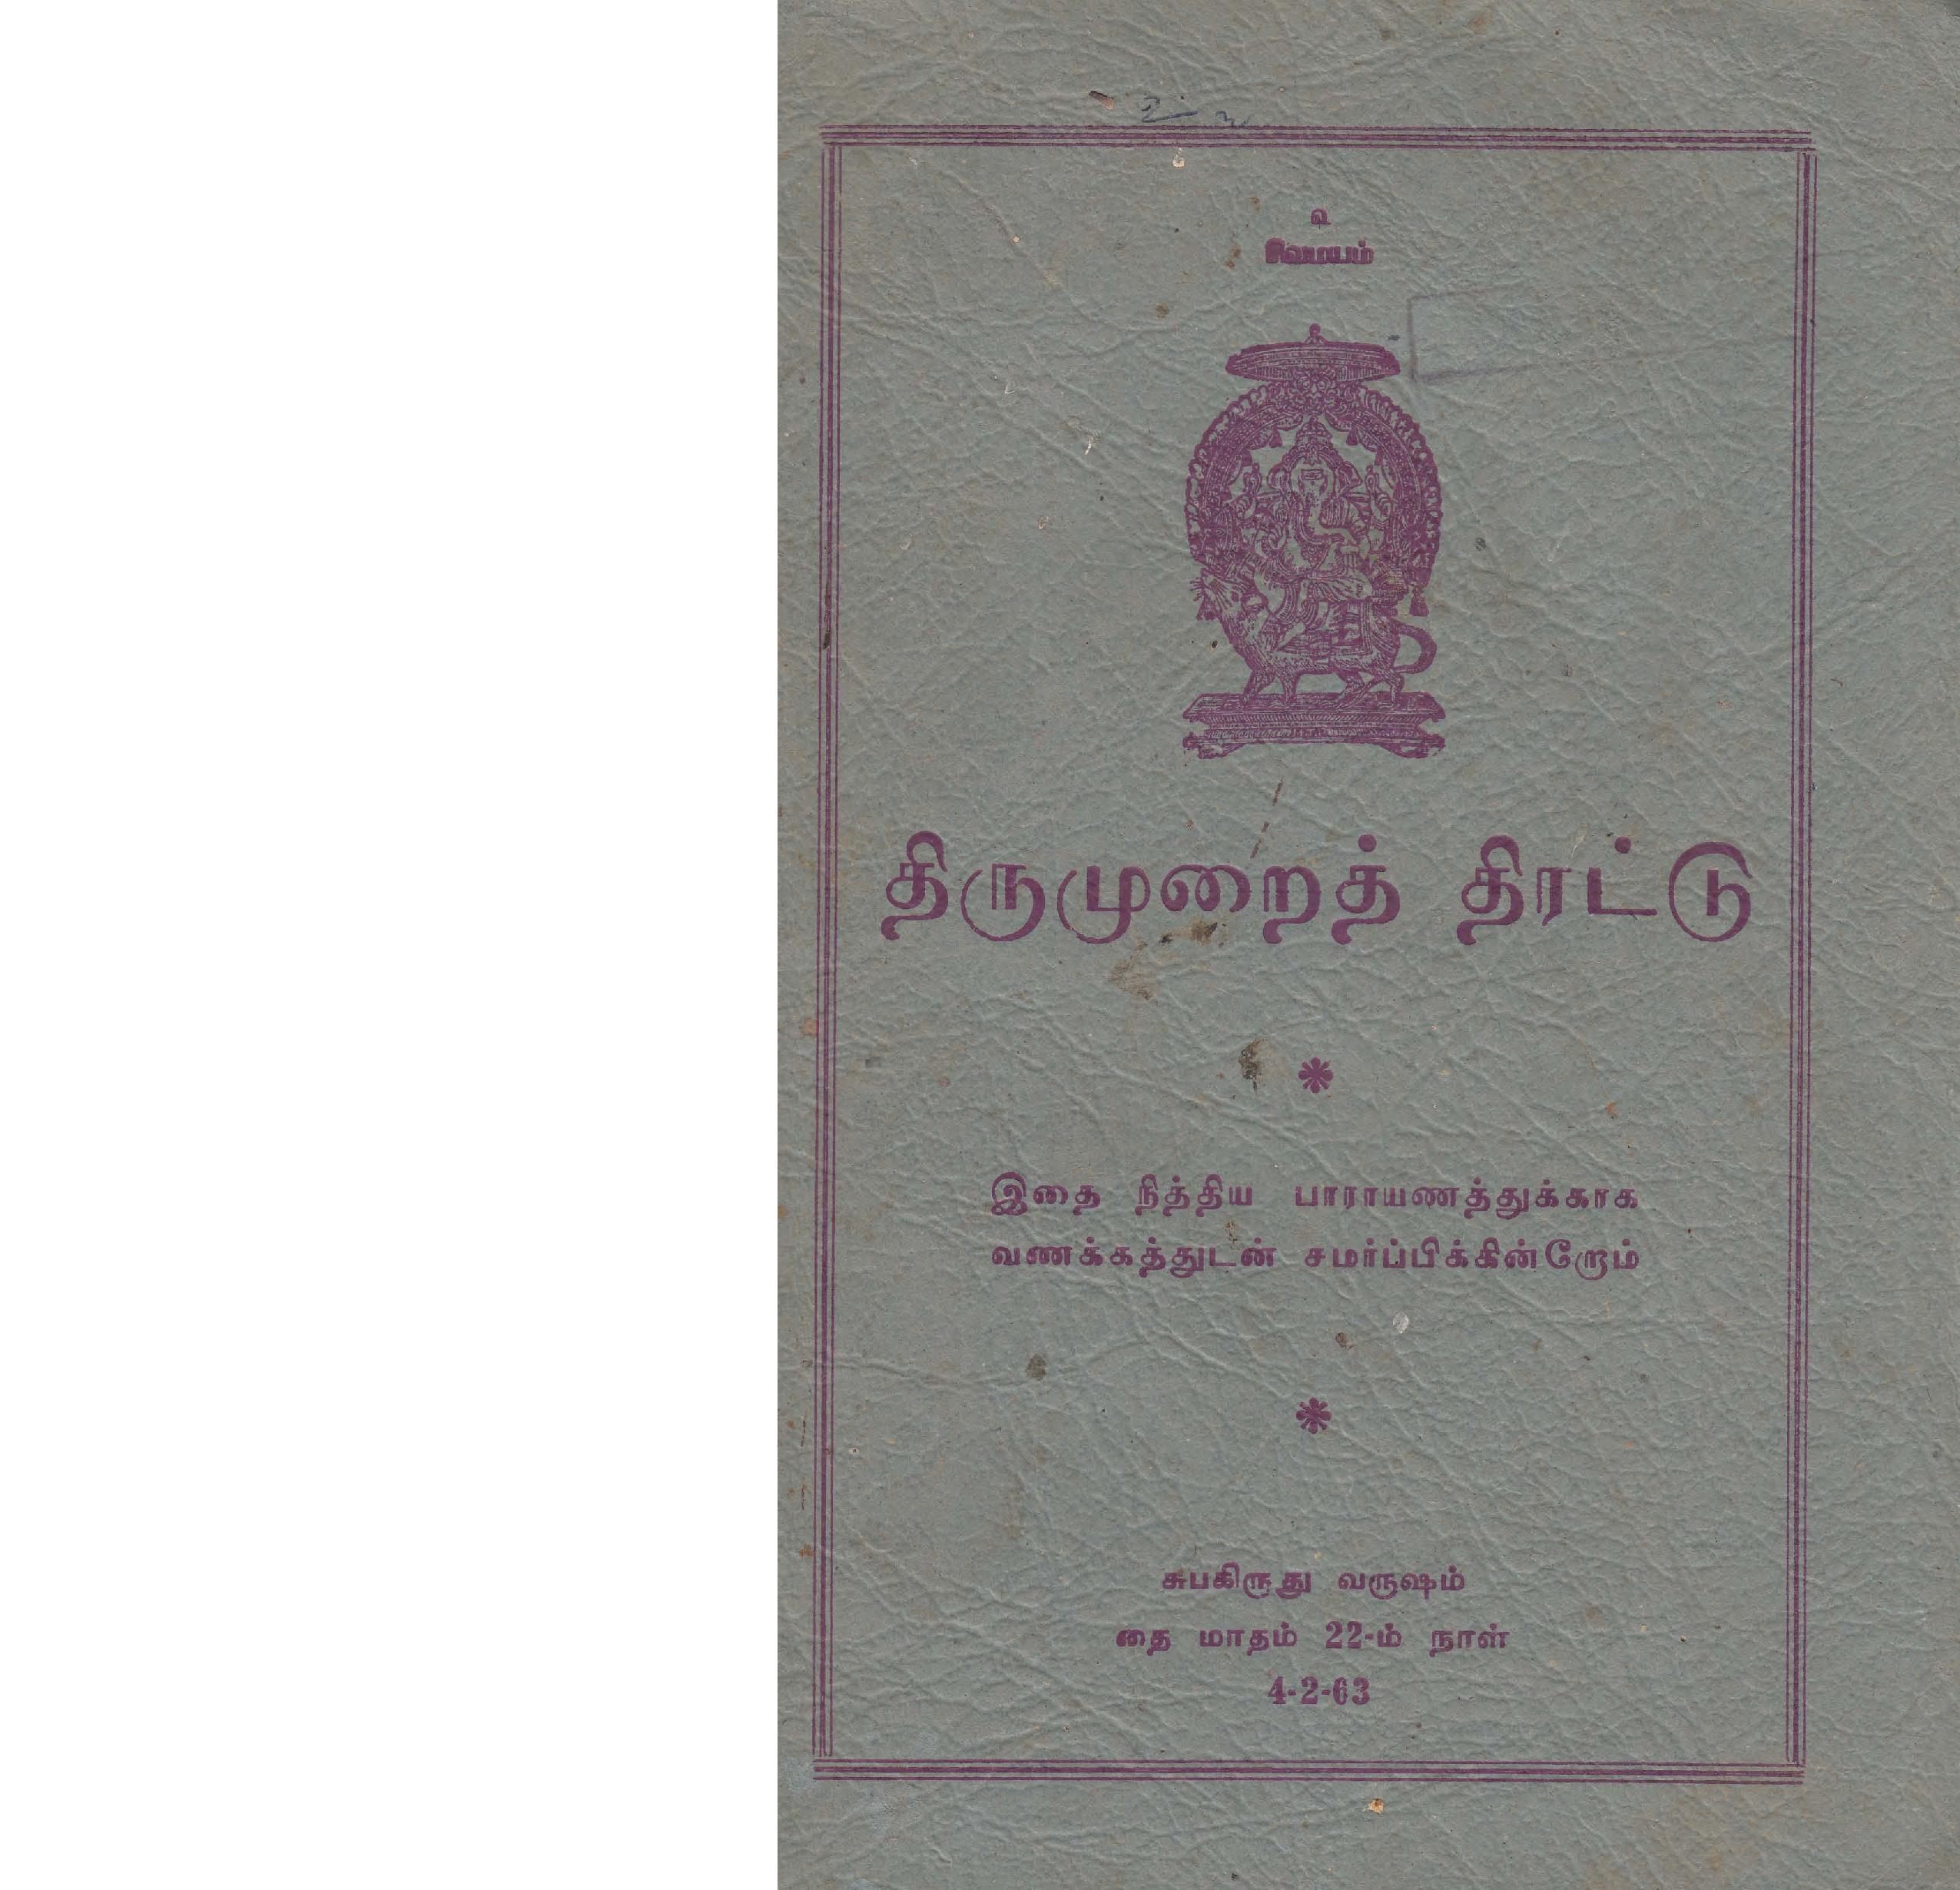 உ
சிவமயம்
திருமுறைத் திரட்டு
இதை நித்திய பாராயணத்துக்காக
வணக்கத்துடன் சமர்ப்பிக்கின்றோம்
சுபகிருது வருஷம்
தை மாதம் 22-ம் நாள்
4-2-63